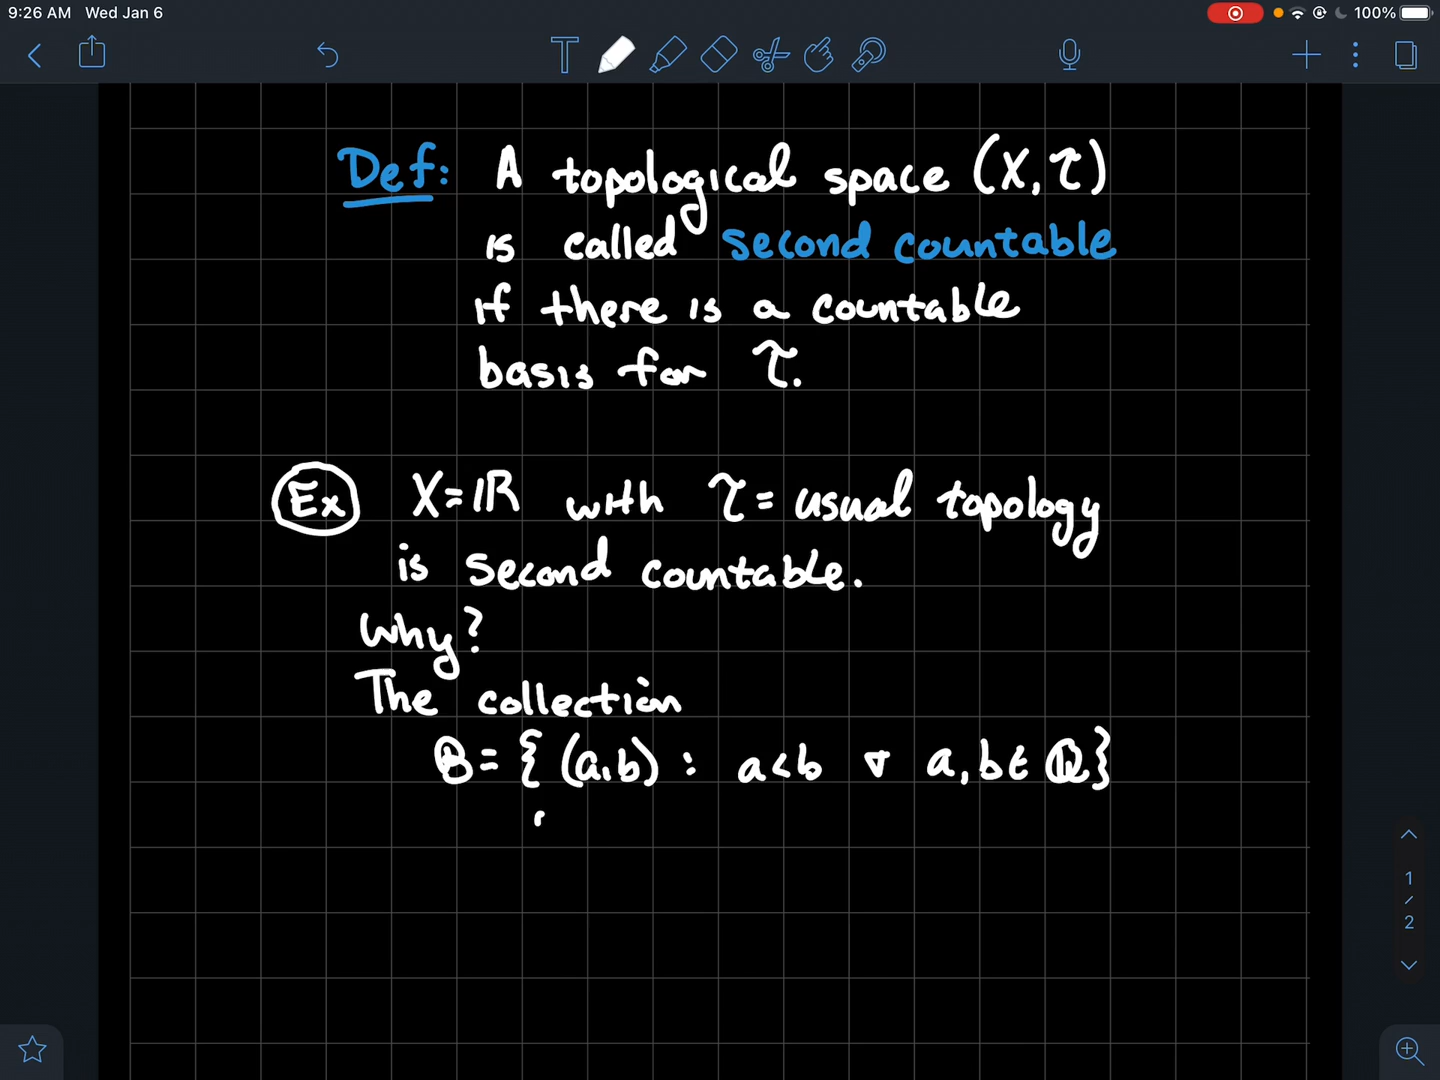 9:26 AM Wed Jan 6
100%
Def: A topological space (X, τ)
is called second countable
if there is a countable
basis for τ.
Ex X=ℝ with τ= usual topology
is second countable.
Why?
The collection
ℬ = { (a,b) : a<b & a,b∈ ℚ}
1
/
2